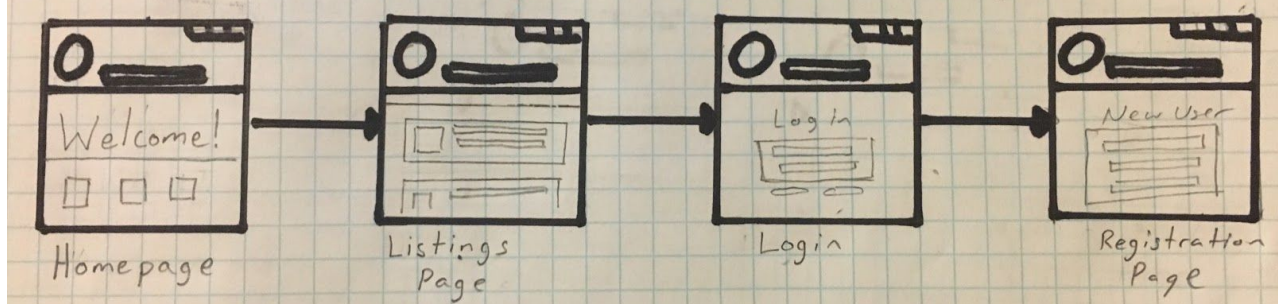 Welcome!
Homepage
Listings
Page
Log in
Login
New User
Registration
Page